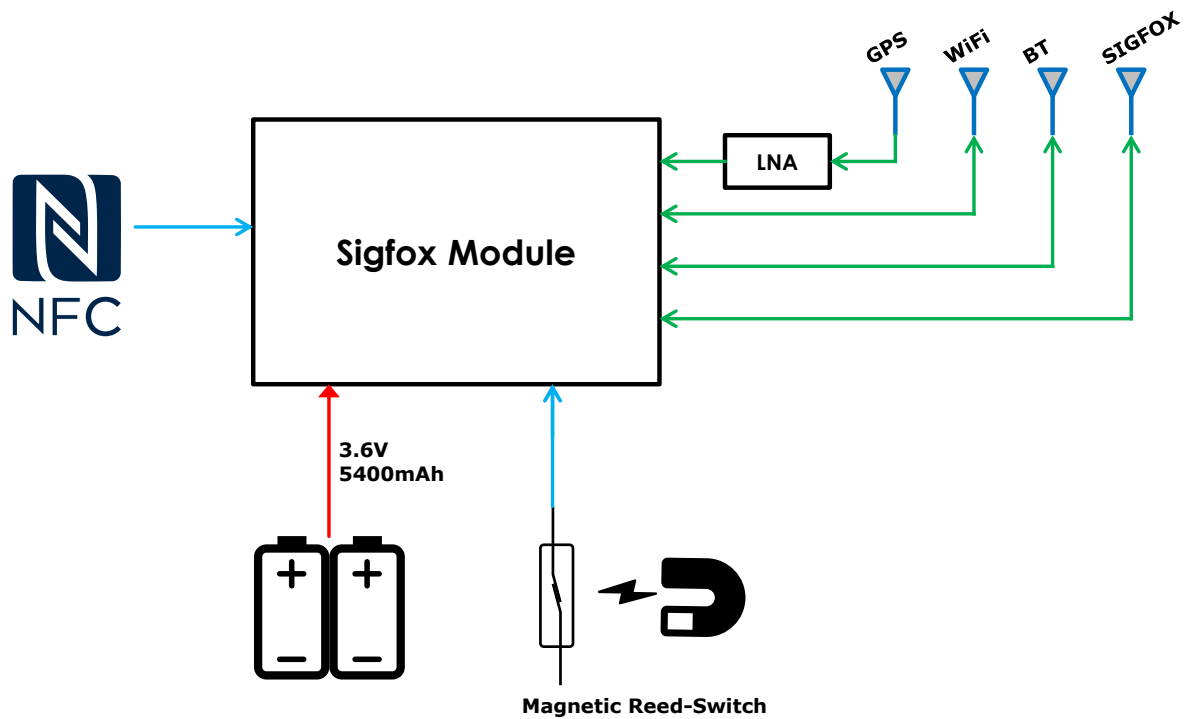 GPS
WiFi
BT
SIGFOX
LNA
Sigfox Module
NFC
3.6V
5400mAh
Magnetic Reed-Switch